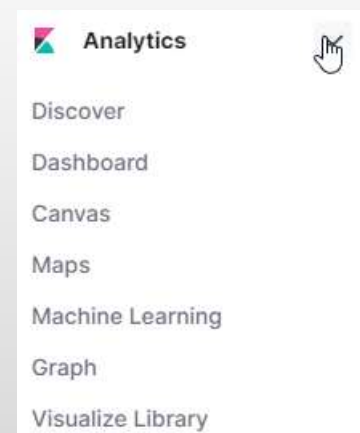 Analytics
Discover
Dashboard
Canvas
Maps
Machine Learning
Graph
Visualize Library